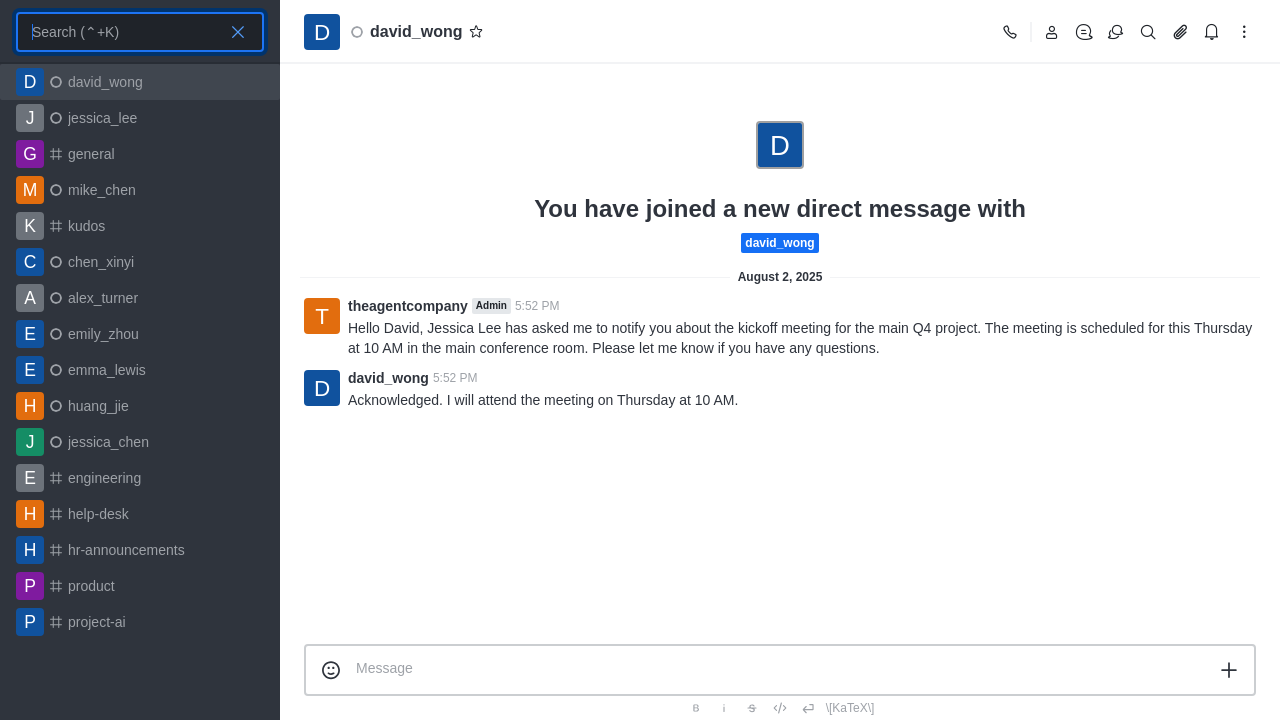 Search (⌃+K)
D david_wong
J jessica_lee
G general
M mike_chen
K kudos
C chen_xinyi
A alex_turner
E emily_zhou
E emma_lewis
H huang_jie
J jessica_chen
E engineering
H help-desk
H hr-announcements
P product
P project-ai
D david_wong
D
You have joined a new direct message with
david_wong
August 2, 2025
T theagentcompany Admin 5:52 PM
Hello David, Jessica Lee has asked me to notify you about the kickoff meeting for the main Q4 project. The meeting is scheduled for this Thursday
at 10 AM in the main conference room. Please let me know if you have any questions.
D david_wong 5:52 PM
Acknowledged. I will attend the meeting on Thursday at 10 AM.
Message
B i S \[KaTeX\]